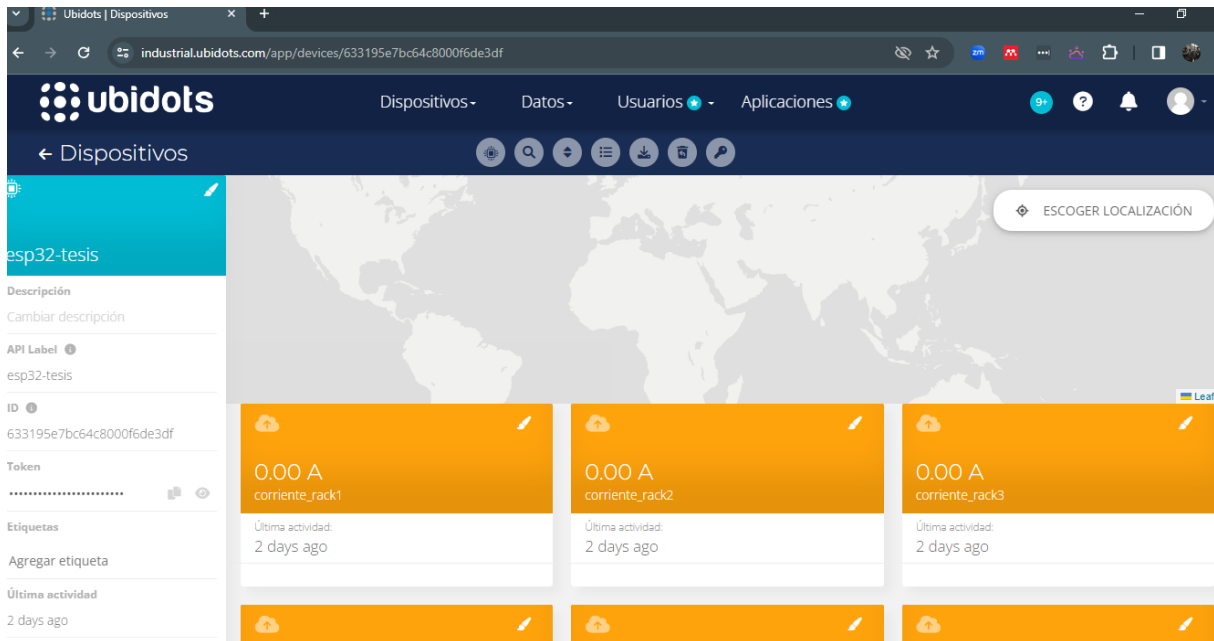 Ubidots | Dispositivos
industrial.ubidots.com/app/devices/633195e7bc64c8000f6de3df
zm
ubidots
Dispositivos
Datos
Usuarios
Aplicaciones
9+
?
← Dispositivos
ESCOGER LOCALIZACIÓN
esp32-tesis
Descripción
Cambiar descripción
API Label
esp32-tesis
ID
633195e7bc64c8000f6de3df
Token
Etiquetas
Agregar etiqueta
Última actividad
2 days ago
Leaf
0.00 A
corriente_rack1
Última actividad:
2 days ago
0.00 A
corriente_rack2
Última actividad:
2 days ago
0.00 A
corriente_rack3
Última actividad:
2 days ago